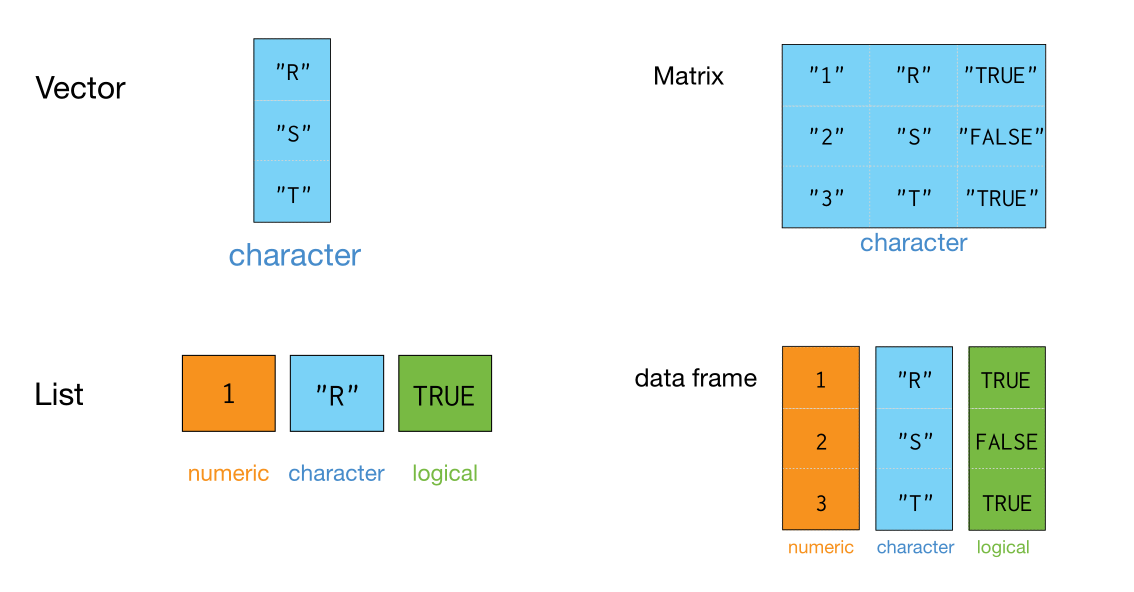 Vector
"R"
"S"
"T"
character
Matrix
"1" "R" "TRUE"
"2" "S" "FALSE"
"3" "T" "TRUE"
character
List
1 "R" TRUE
numeric character logical
data frame
1 "R" TRUE
2 "S" FALSE
3 "T" TRUE
numeric character logical